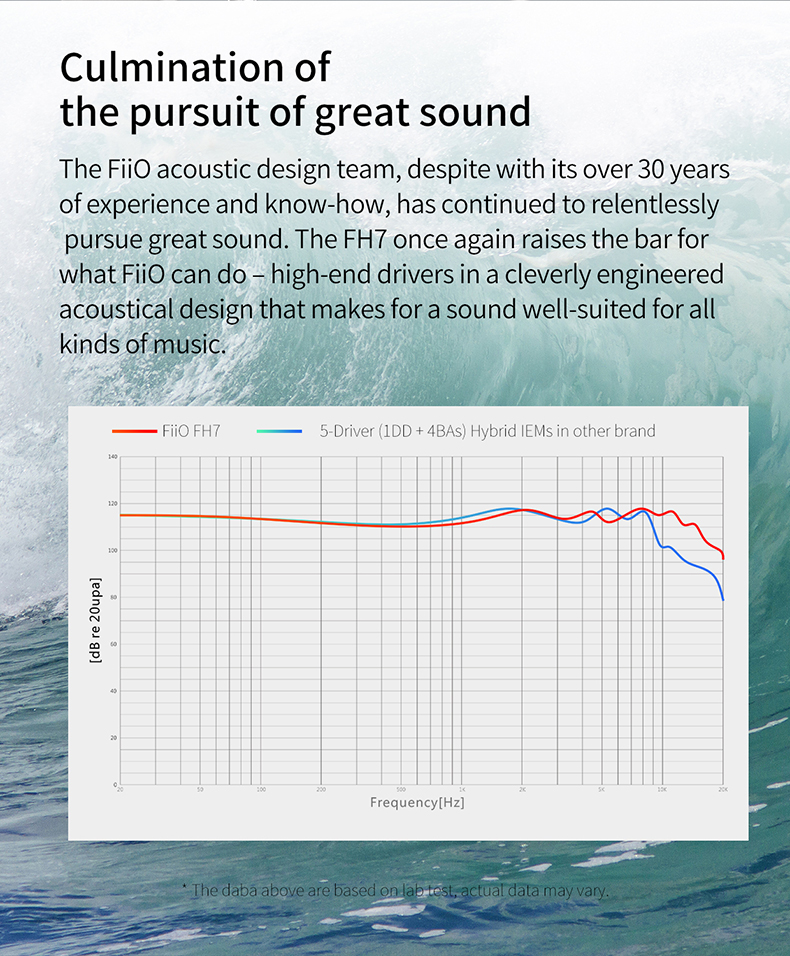 Culmination of
the pursuit of great sound
The FiiO acoustic design team, despite with its over 30 years
of experience and know-how, has continued to relentlessly
pursue great sound. The FH7 once again raises the bar for
what FiiO can do – high-end drivers in a cleverly engineered
acoustical design that makes for a sound well-suited for all
kinds of music.
FiiO FH7 5-Driver (1DD + 4BAs) Hybrid IEMs in other brand
140
120
100
80
60
40
20
0
[dB re 20upa]
20 50 100 200 500 1K 2K 5K 10K 20K
Frequency[Hz]
* The daba above are based on lab test, actual data may vary.